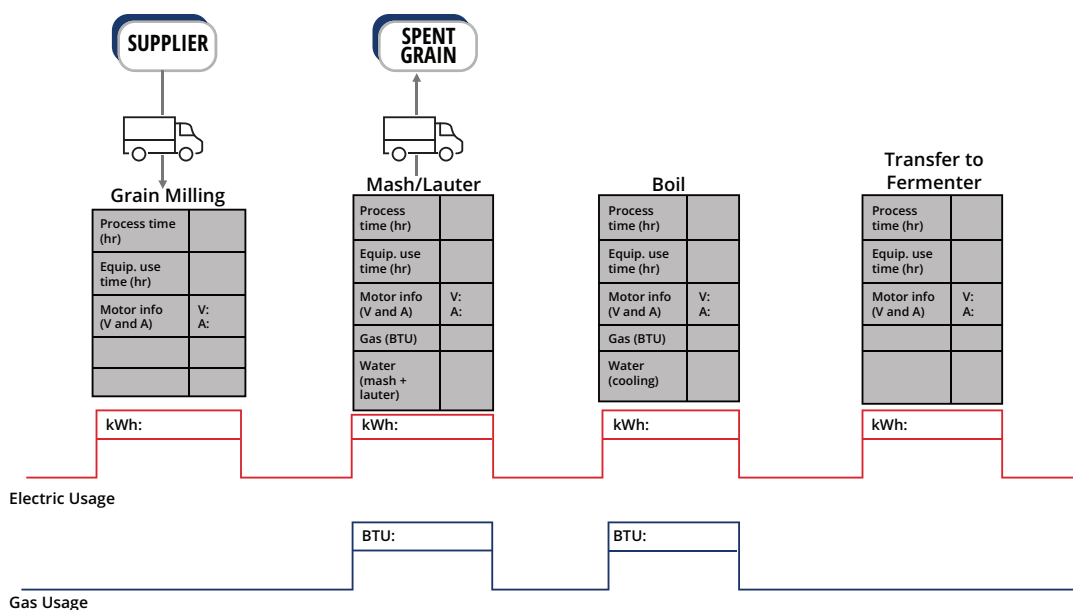 SUPPLIER
SPENT
GRAIN
Grain Milling
Process time
(hr)
Equip. use
time (hr)
Motor info
(V and A)
V:
A:
Mash/Lauter
Process
time (hr)
Equip. use
time (hr)
Motor info
(V and A)
V:
A:
Gas (BTU)
Water
(mash +
lauter)
Boil
Process
time (hr)
Equip. use
time (hr)
Motor info
(V and A)
V:
A:
Gas (BTU)
Water
(cooling)
Transfer to
Fermenter
Process
time (hr)
Equip. use
time (hr)
Motor info
(V and A)
V:
A:
kWh:
kWh:
kWh:
kWh:
Electric Usage
BTU:
BTU:
Gas Usage